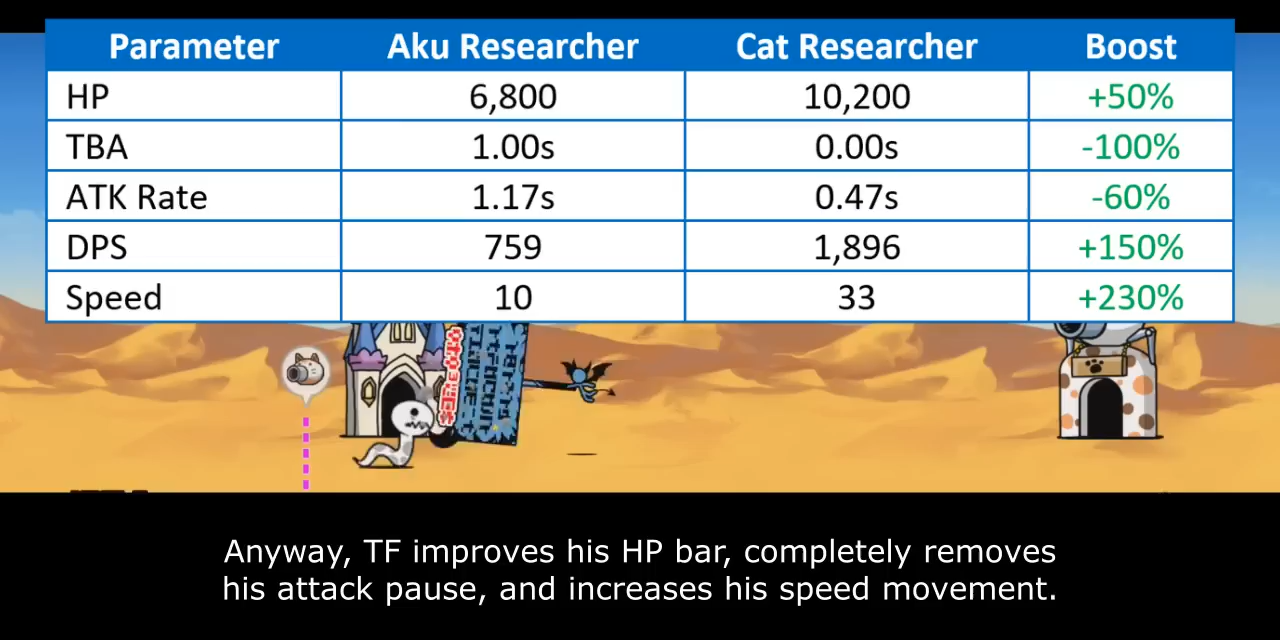 Parameter Aku Researcher Cat Researcher Boost
HP 6,800 10,200 +50%
TBA 1.00s 0.00s -100%
ATK Rate 1.17s 0.47s -60%
DPS 759 1,896 +150%
Speed 10 33 +230%
Anyway, TF improves his HP bar, completely removes
his attack pause, and increases his speed movement.